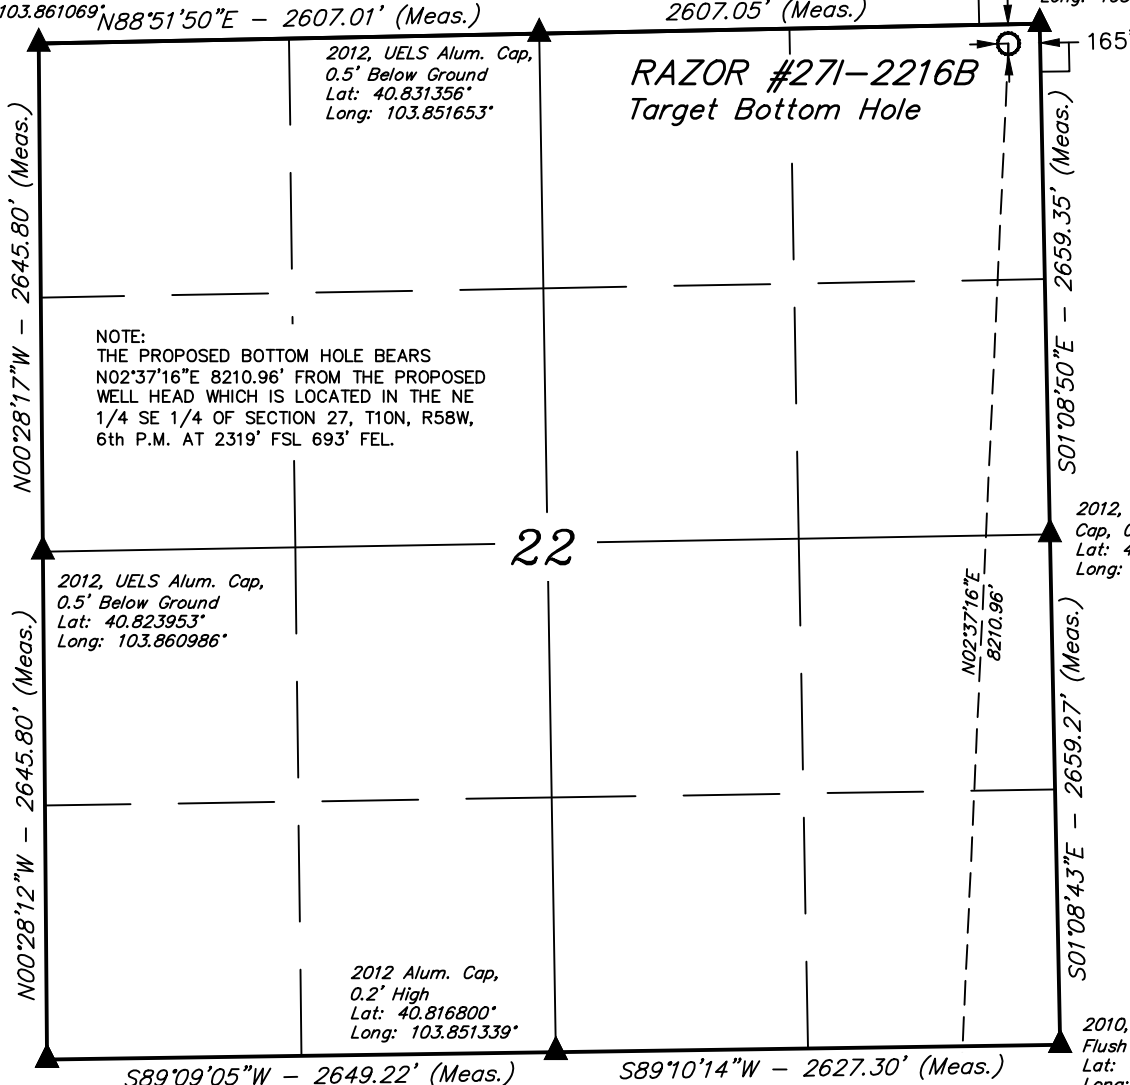 103.861069°
N88°51'50"E - 2607.01' (Meas.)
2607.05' (Meas.)
165'
2012, UELS Alum. Cap,
0.5' Below Ground
Lat: 40.831356°
Long: 103.851653°
RAZOR #27I-2216B
Target Bottom Hole
N00°28'17"W - 2645.80' (Meas.)
S01°08'50"E - 2659.35' (Meas.)
NOTE:
THE PROPOSED BOTTOM HOLE BEARS
N02°37'16"E 8210.96' FROM THE PROPOSED
WELL HEAD WHICH IS LOCATED IN THE NE
1/4 SE 1/4 OF SECTION 27, T10N, R58W,
6th P.M. AT 2319' FSL 693' FEL.
22
2012,
Cap,
Lat: 4
Long:
2012, UELS Alum. Cap,
0.5' Below Ground
Lat: 40.823953°
Long: 103.860986°
N02°37'16"E
8210.96'
N00°28'12"W - 2645.80' (Meas.)
S01°08'43"E - 2659.27' (Meas.)
2012 Alum. Cap,
0.2' High
Lat: 40.816800°
Long: 103.851339°
2010,
Flush
Lat:
S89°09'05"W - 2649.22' (Meas.)
S89°10'14"W - 2627.30' (Meas.)